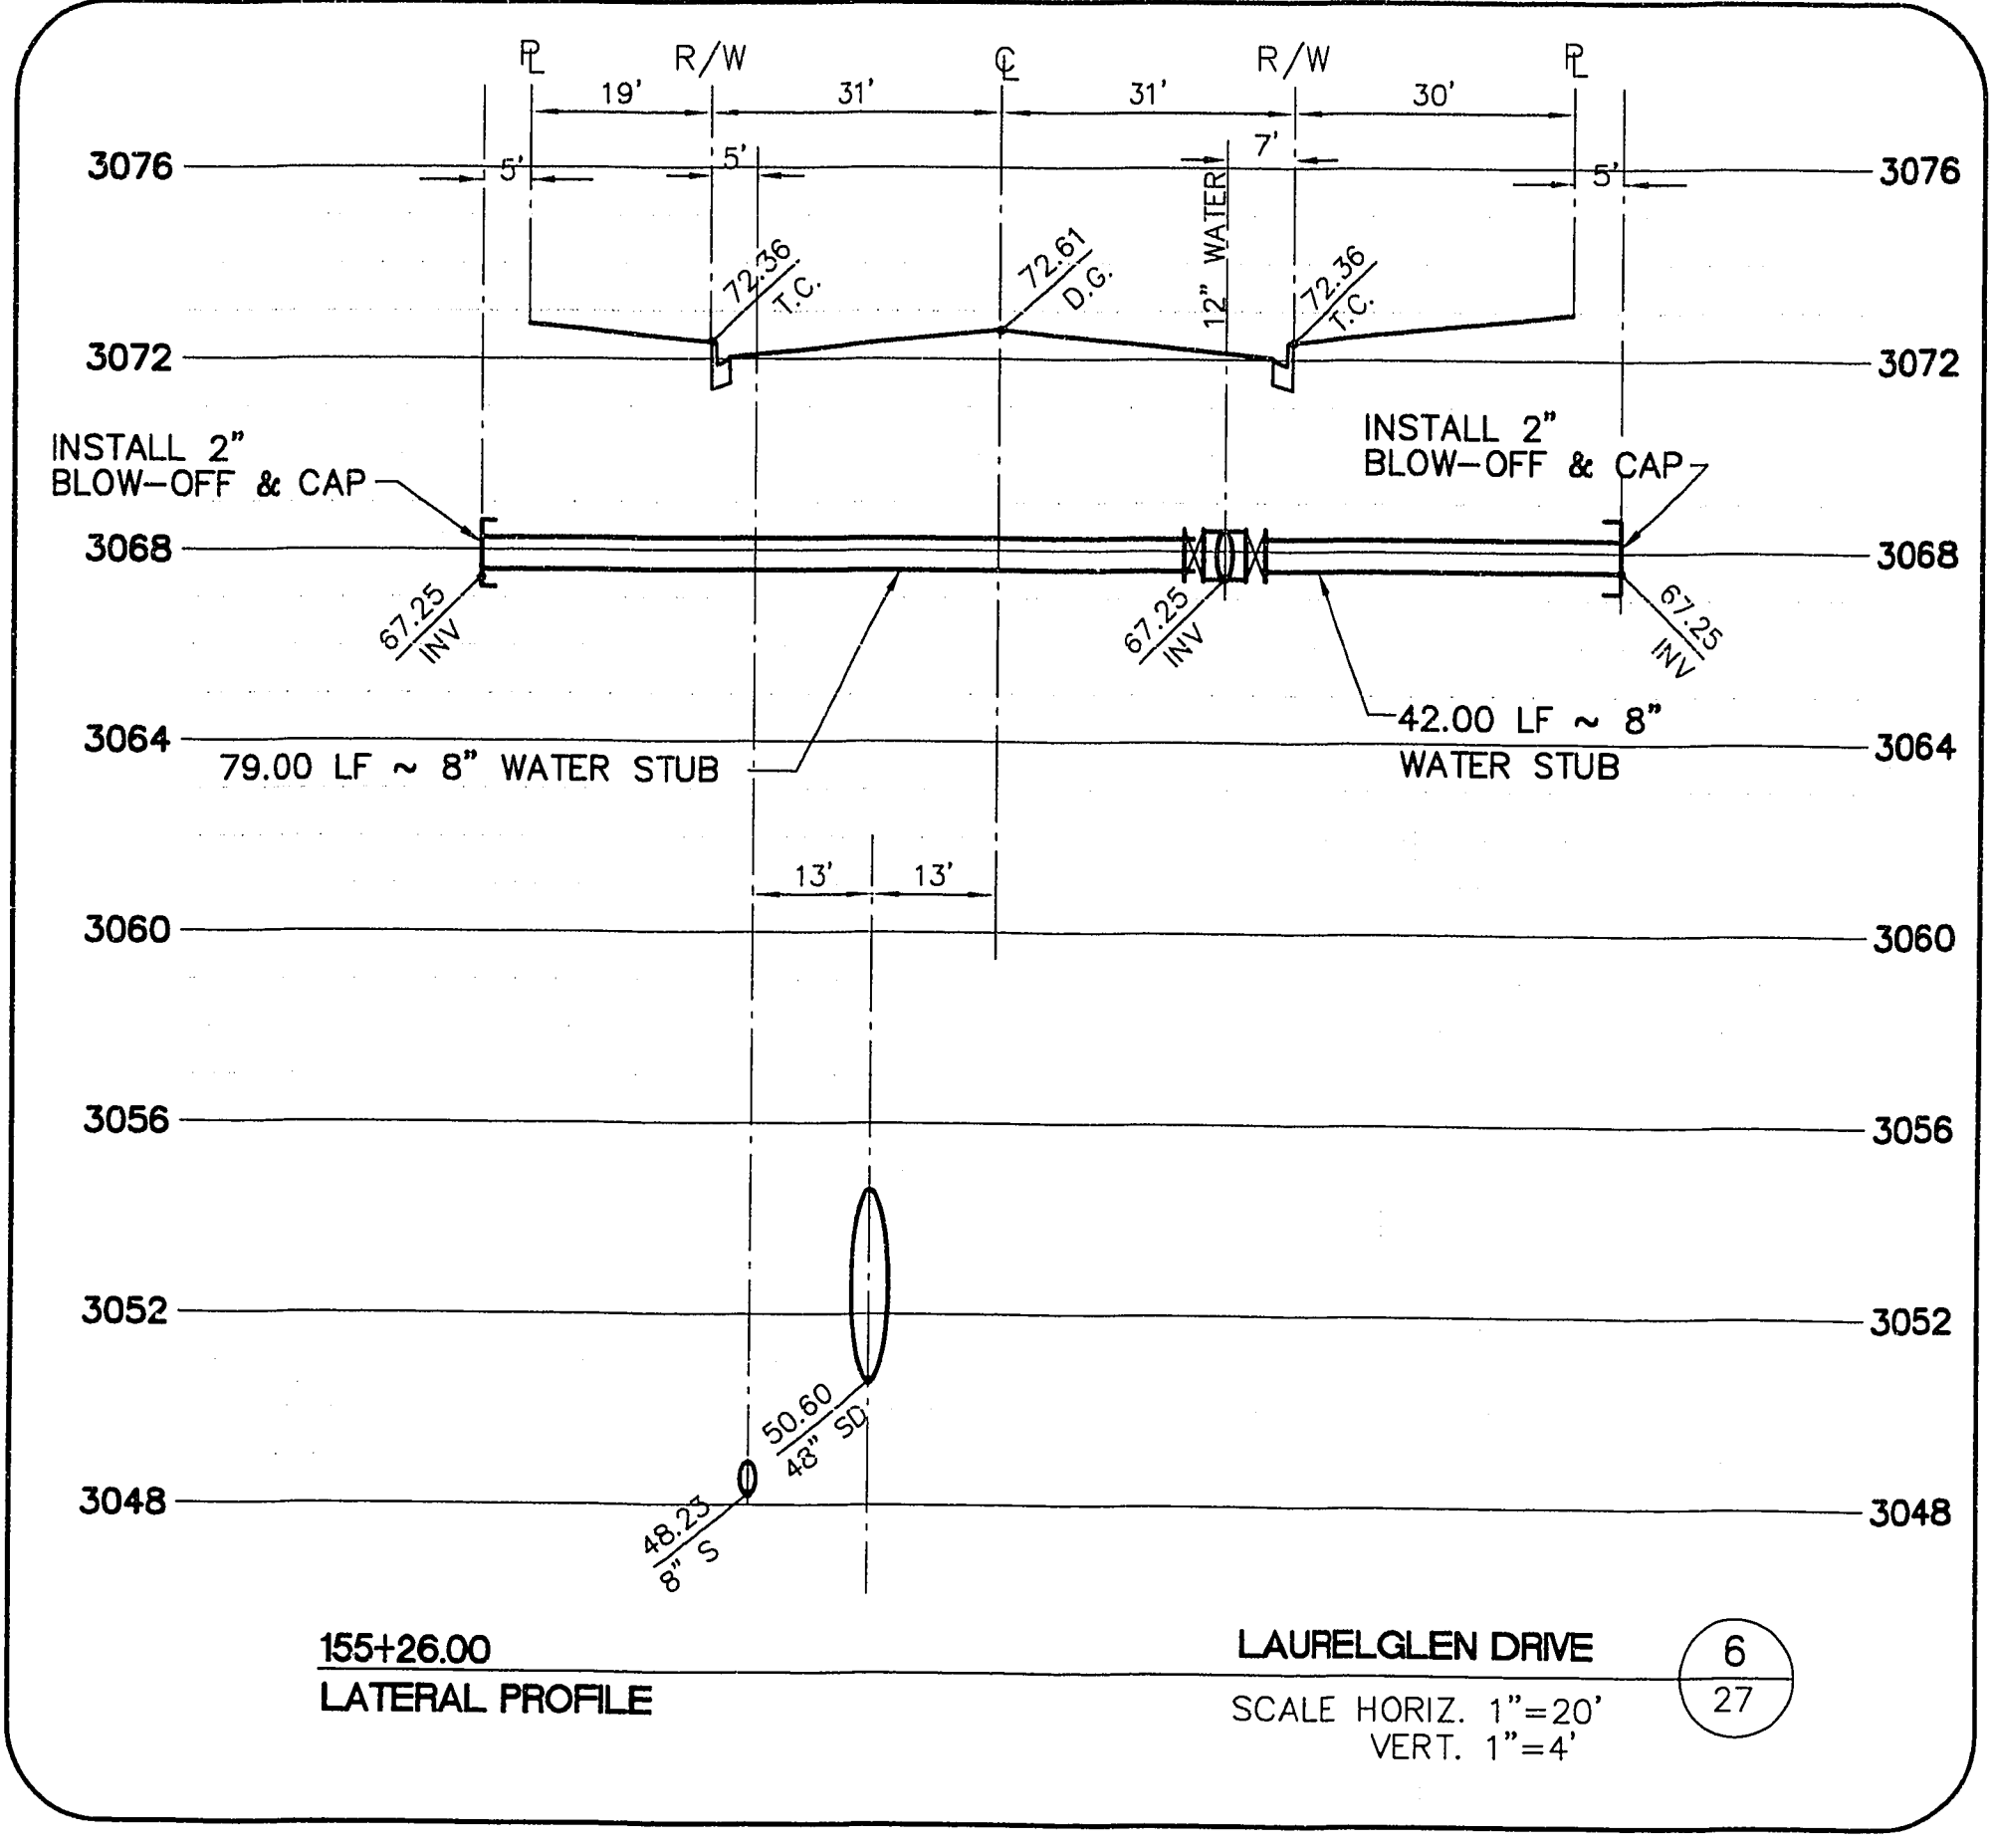 PL R/W CL R/W PL
19' 31' 31' 30'
5' 5' 7' 5'
3076 3076
12" WATER
72.36
T.C.
72.61
D.G.
72.36
T.C.
3072 3072
INSTALL 2"
BLOW-OFF & CAP
INSTALL 2"
BLOW-OFF & CAP
3068 3068
67.25
INV
67.25
INV
67.25
INV
3064 3064
79.00 LF ~ 8" WATER STUB
42.00 LF ~ 8"
WATER STUB
13' 13'
3060 3060
3056 3056
3052 3052
50.60
48" SD
3048 3048
48.23
8" S
155+26.00
LATERAL PROFILE
LAURELGLEN DRIVE
SCALE HORIZ. 1"=20'
VERT. 1"=4'
6
27